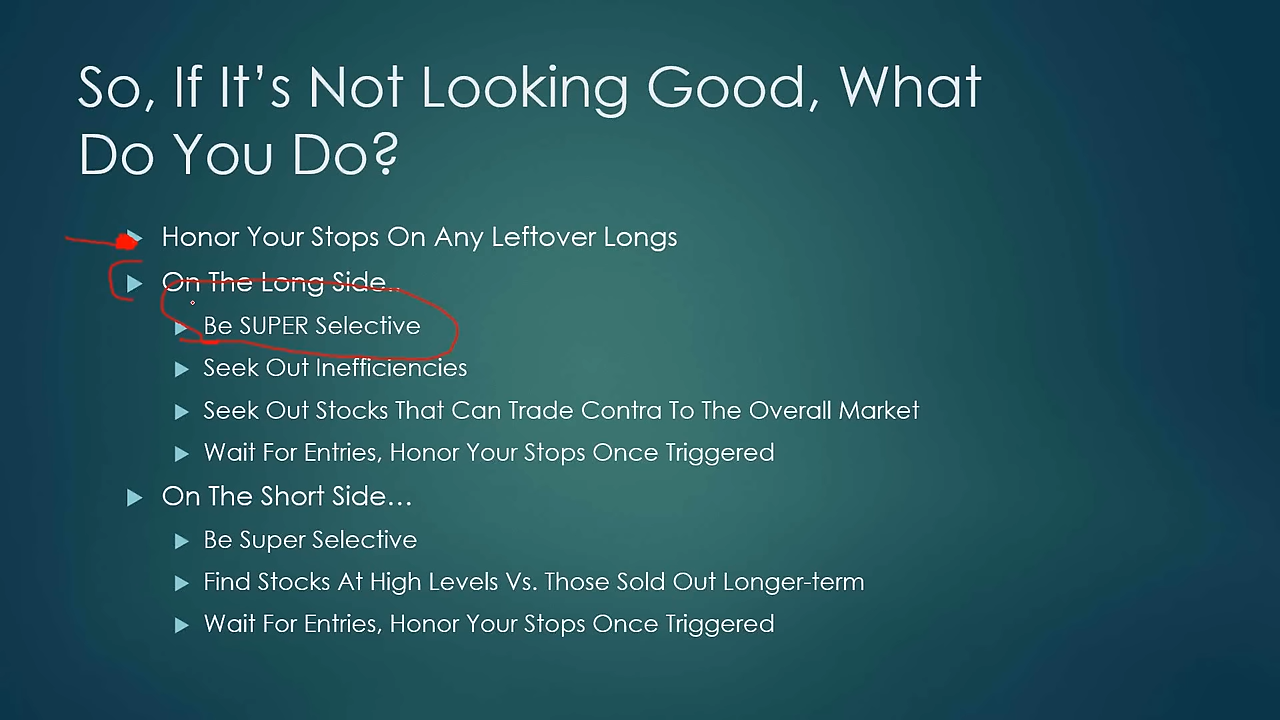 So, If It’s Not Looking Good, What
Do You Do?
Honor Your Stops On Any Leftover Longs
On The Long Side..
Be SUPER Selective
Seek Out Inefficiencies
Seek Out Stocks That Can Trade Contra To The Overall Market
Wait For Entries, Honor Your Stops Once Triggered
On The Short Side…
Be Super Selective
Find Stocks At High Levels Vs. Those Sold Out Longer-term
Wait For Entries, Honor Your Stops Once Triggered